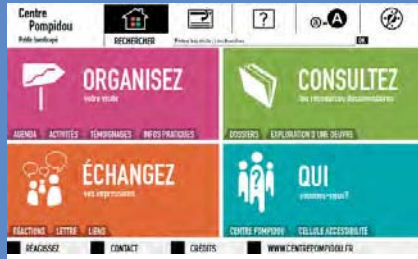 Centre
Pompidou
Public handicapé
RECHERCHER
?
A-A
OK
ORGANISEZ
votre visite
AGENDA ACTIVITÉS TÉMOIGNAGES INFOS PRATIQUES
CONSULTEZ
les ressources documentaires
DOSSIERS EXPLORATION D'UNE OEUVRE
ÉCHANGEZ
vos impressions
RÉACTIONS LETTRE LIENS
QUI
sommes-nous?
CENTRE POMPIDOU CELLULE ACCESSIBILITÉ
RÉAGISSEZ CONTACT CRÉDITS WWW.CENTREPOMPIDOU.FR